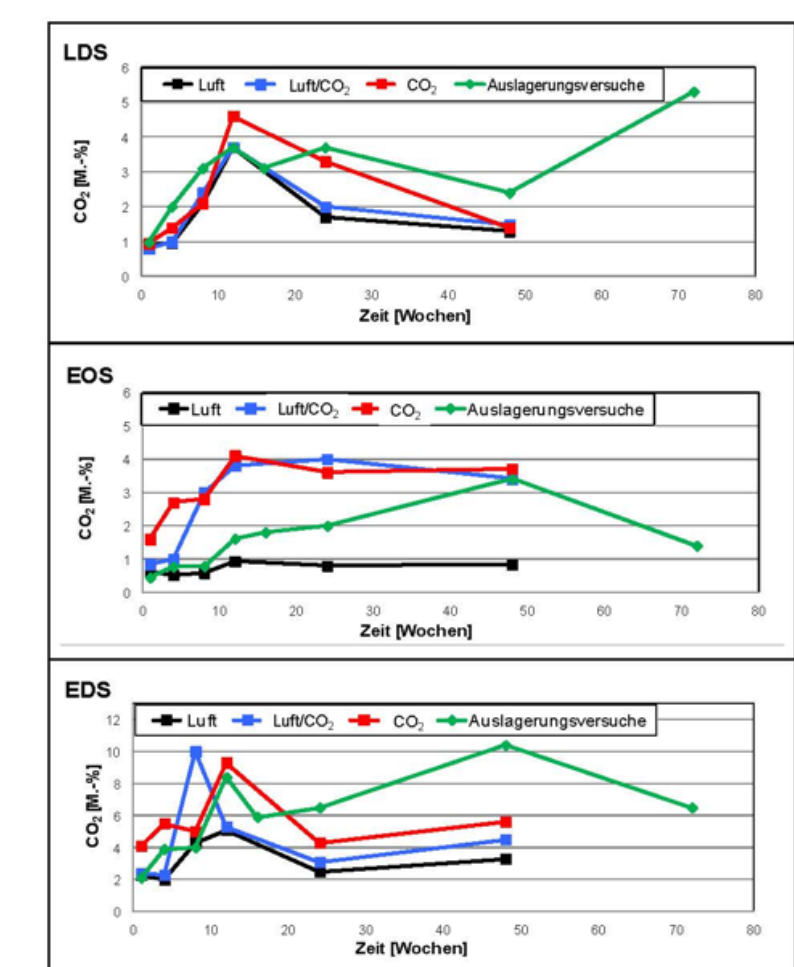 LDS
Luft Luft/CO₂ CO₂ Auslagerungsversuche
CO₂ [M.-%]
6
5
4
3
2
1
0
0 10 20 30 40 50 60 70 80
Zeit [Wochen]
EOS
Luft Luft/CO₂ CO₂ Auslagerungsversuche
CO₂ [M.-%]
6
5
4
3
2
1
0
0 10 20 30 40 50 60 70 80
Zeit [Wochen]
EDS
Luft Luft/CO₂ CO₂ Auslagerungsversuche
CO₂ [M.-%]
12
10
8
6
4
2
0
0 10 20 30 40 50 60 70 80
Zeit [Wochen]